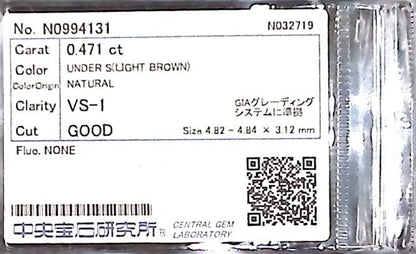 No. N0994131 N032719
Carat 0.471 ct
Color UNDER S(LIGHT BROWN)
ColorOrigin NATURAL
Clarity VS-1 GIAグレーディング
システムに準拠
Cut GOOD Size 4.82 - 4.84 × 3.12 mm
Fluo. NONE
中央宝石研究所® CENTRAL GEM
LABORATORY